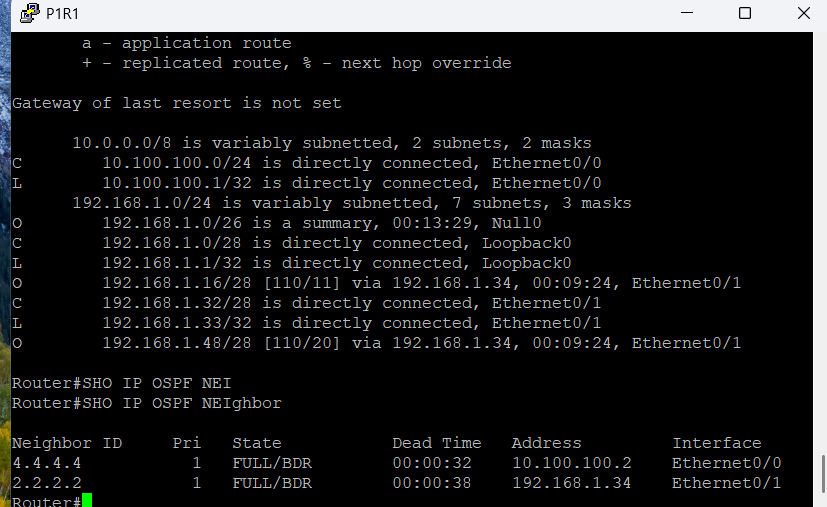 P1R1
a - application route
+ - replicated route, % - next hop override
Gateway of last resort is not set
10.0.0.0/8 is variably subnetted, 2 subnets, 2 masks
C 10.100.100.0/24 is directly connected, Ethernet0/0
L 10.100.100.1/32 is directly connected, Ethernet0/0
192.168.1.0/24 is variably subnetted, 7 subnets, 3 masks
O 192.168.1.0/26 is a summary, 00:13:29, Null0
C 192.168.1.0/28 is directly connected, Loopback0
L 192.168.1.1/32 is directly connected, Loopback0
O 192.168.1.16/28 [110/11] via 192.168.1.34, 00:09:24, Ethernet0/1
C 192.168.1.32/28 is directly connected, Ethernet0/1
L 192.168.1.33/32 is directly connected, Ethernet0/1
O 192.168.1.48/28 [110/20] via 192.168.1.34, 00:09:24, Ethernet0/1
Router#SHO IP OSPF NEI
Router#SHO IP OSPF NEIghbor
Neighbor ID Pri State Dead Time Address Interface
4.4.4.4 1 FULL/BDR 00:00:32 10.100.100.2 Ethernet0/0
2.2.2.2 1 FULL/BDR 00:00:38 192.168.1.34 Ethernet0/1
Router#